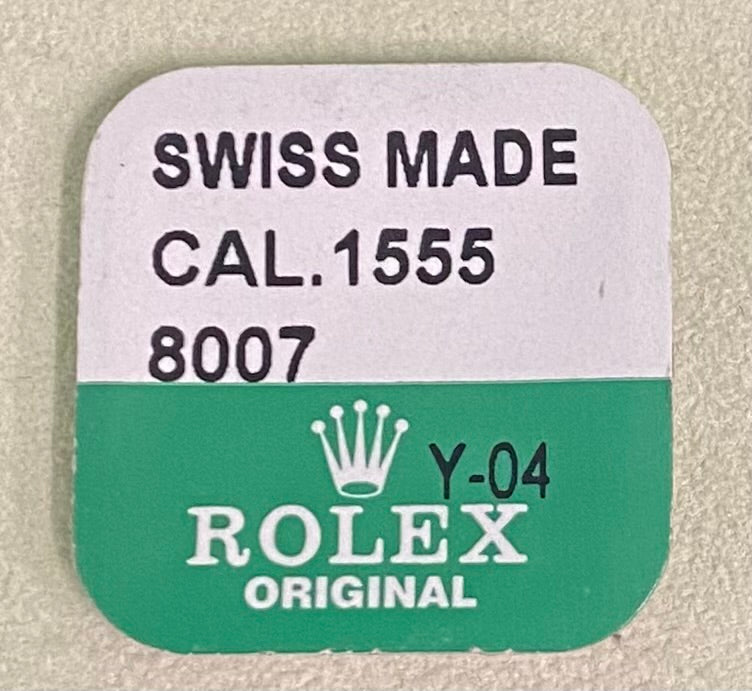 SWISS MADE
CAL.1555
8007
Y-04
ROLEX
ORIGINAL